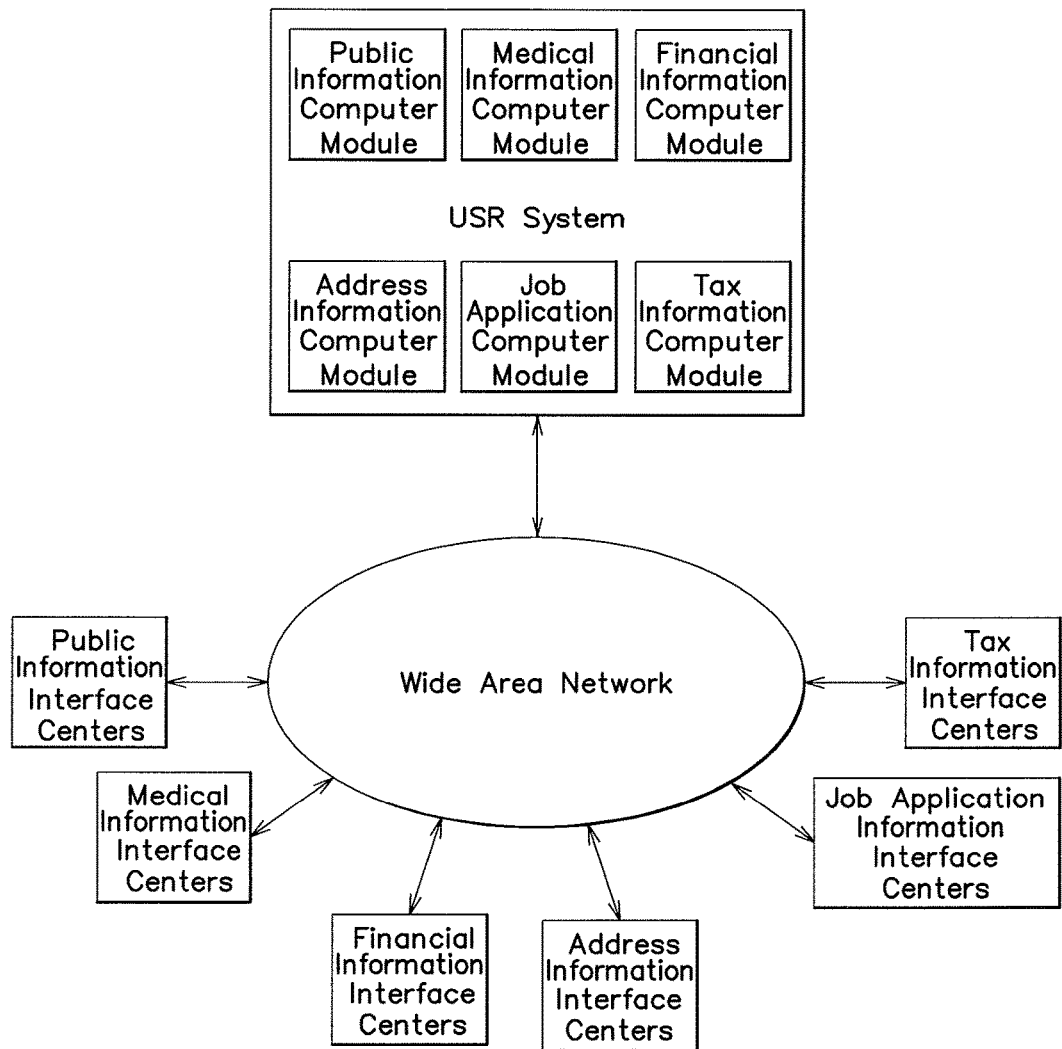 Public
Information
Computer
Module
Medical
Information
Computer
Module
Financial
Information
Computer
Module
USR System
Address
Information
Computer
Module
Job
Application
Computer
Module
Tax
Information
Computer
Module
Wide Area Network
Public
Information
Interface
Centers
Tax
Information
Interface
Centers
Medical
Information
Interface
Centers
Job Application
Information
Interface
Centers
Financial
Information
Interface
Centers
Address
Information
Interface
Centers